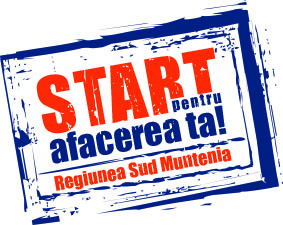 START
pentru
afacerea ta!
Regiunea Sud Muntenia